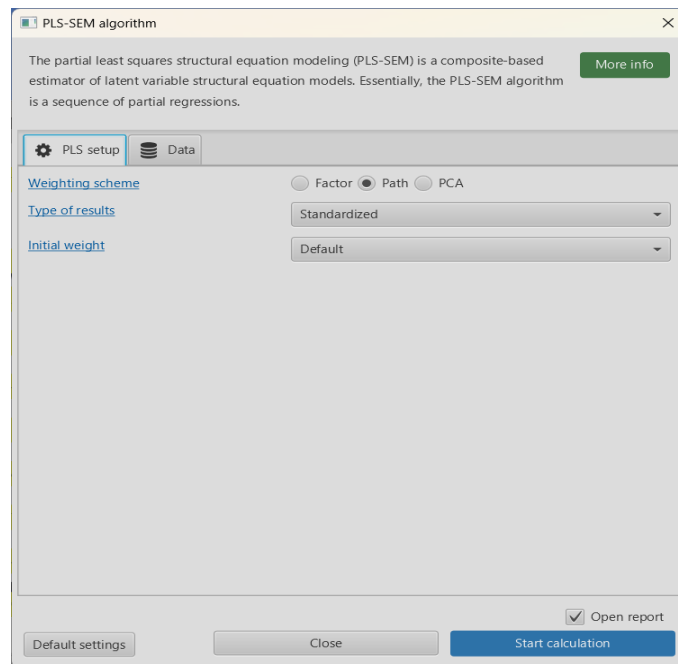 PLS-SEM algorithm
The partial least squares structural equation modeling (PLS-SEM) is a composite-based
estimator of latent variable structural equation models. Essentially, the PLS-SEM algorithm
is a sequence of partial regressions.
More info
PLS setup Data
Weighting scheme Factor Path PCA
Type of results Standardized
Initial weight Default
Open report
Default settings Close Start calculation